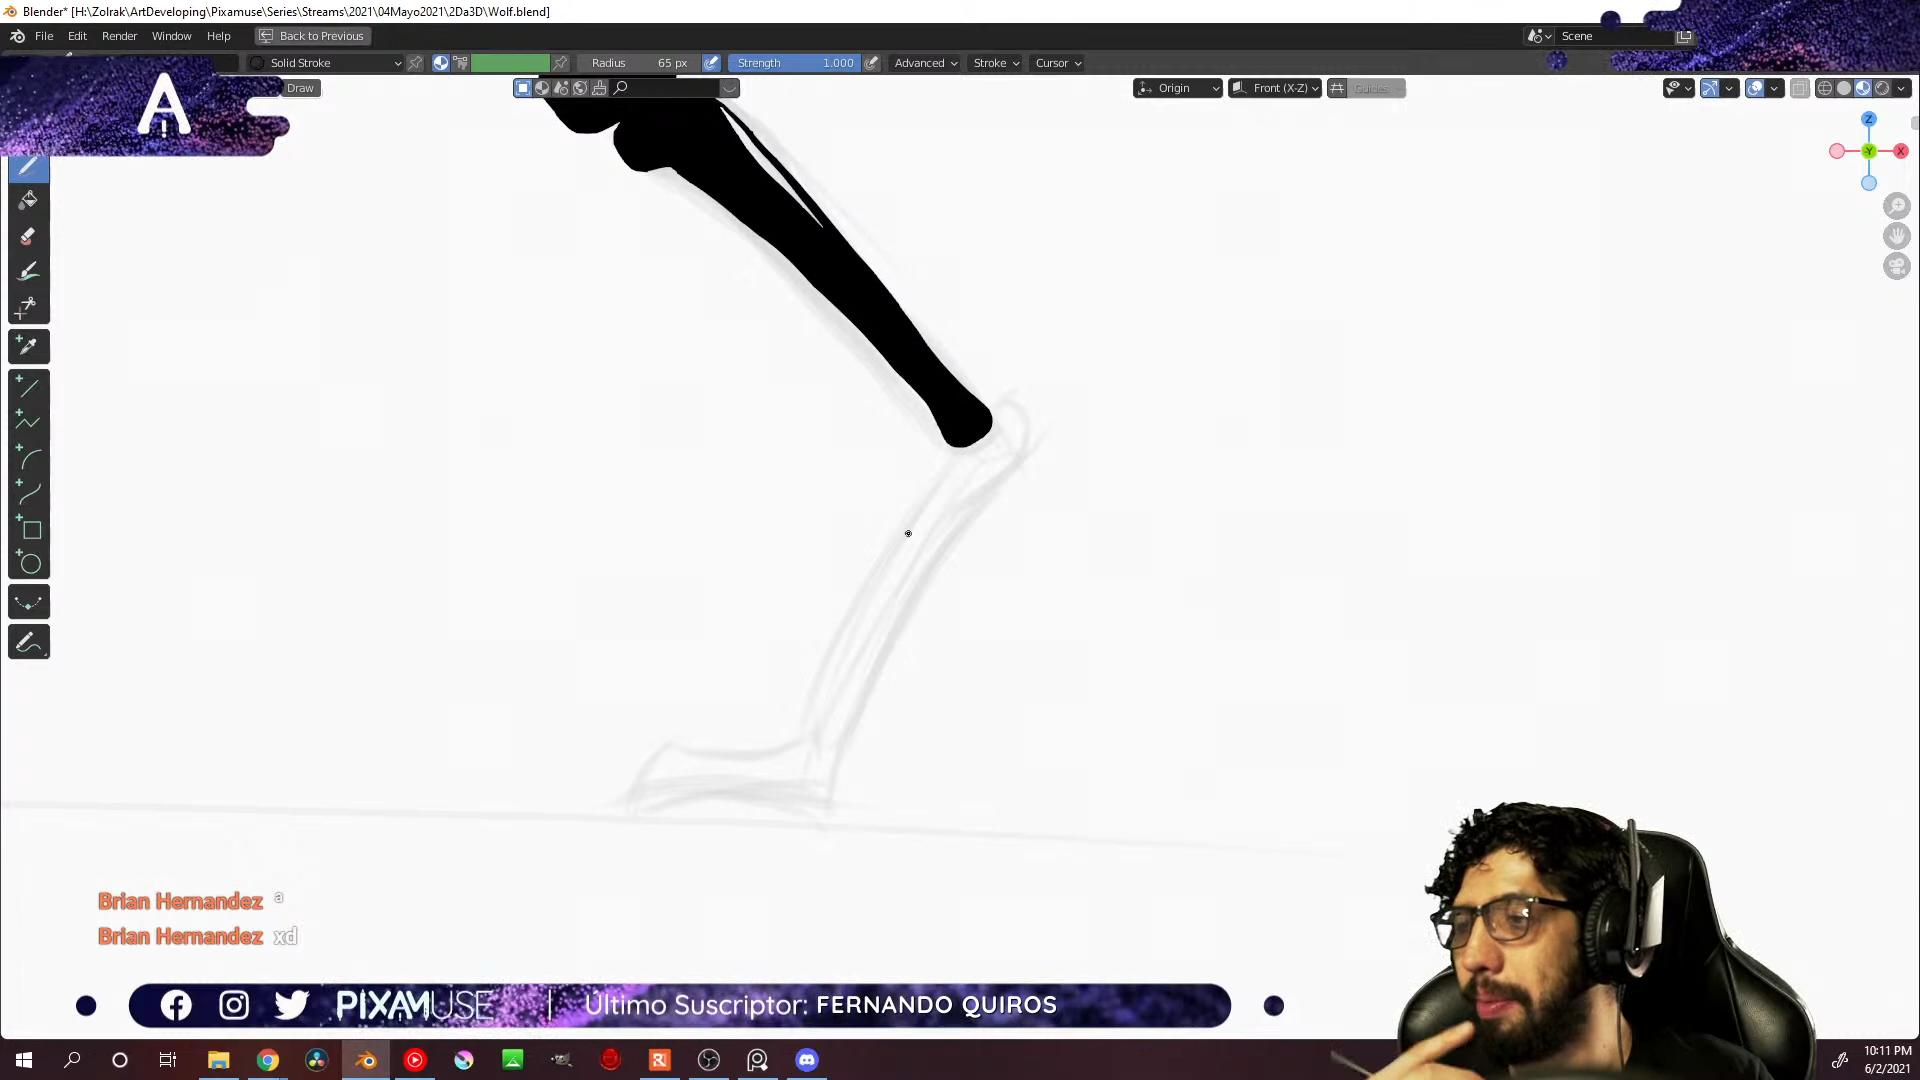 Blender* [H:\Zolrak\ArtDeveloping\Pixamuse\Series\Streams\2021\04Mayo2021\2Da3D\Wolf.blend]
File Edit Render Window Help Back to Previous Scene
Solid Stroke Radius 65 px Strength 1.000 Advanced Stroke Cursor
Draw Origin Front (X-Z) Guides
A
Z
Y X
Brian Hernandez a
Brian Hernandez xd
PIXAMUSE | Último Suscriptor: FERNANDO QUIROS
10:11 PM
6/2/2021